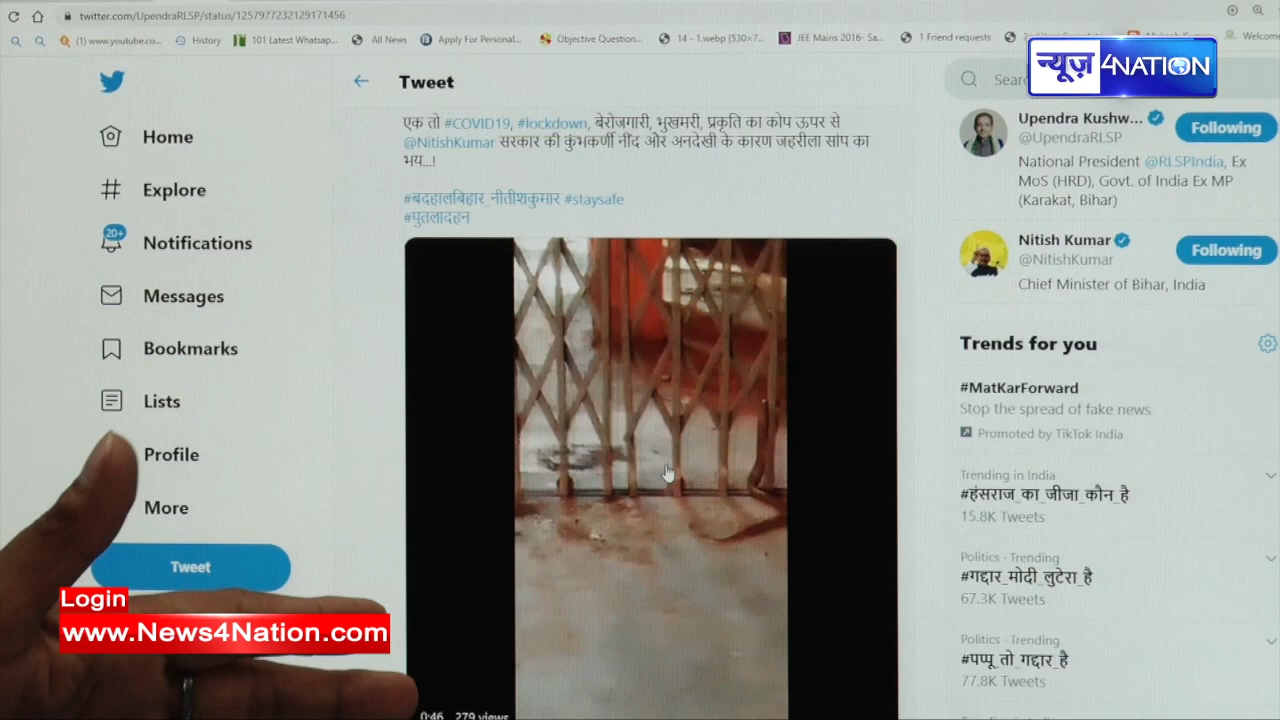 twitter.com/UpendraRLSP/status/1257977232129171456
(1) www.youtube.co...
History
101 Latest Whatsap...
All News
Apply For Personal...
Objective Question...
14 - 1.webp (530×7...
JEE Mains 2016- Sa...
1 Friend requests
न्यूज़ 4NATION
Home
Explore
20+
Notifications
Messages
Bookmarks
Lists
Profile
More
Tweet
Login
www.News4Nation.com
Tweet
एक तो #COVID19, #lockdown, बेरोजगारी, भुखमरी, प्रकृति का कोप ऊपर से
@NitishKumar सरकार की कुंभकर्णी नींद और अनदेखी के कारण जहरीला सांप का
भय...!
#बदहालबिहार_नीतीशकुमार #staysafe
#पुतलादहन
0:46 279 views
Upendra Kushw...
@UpendraRLSP
Following
National President @RLSPIndia, Ex
MoS (HRD), Govt. of India Ex MP
(Karakat, Bihar)
Nitish Kumar
@NitishKumar
Following
Chief Minister of Bihar, India
Trends for you
#MatKarForward
Stop the spread of fake news
Promoted by TikTok India
Trending in India
#हंसराज_का_जीजा_कौन_है
15.8K Tweets
Politics · Trending
#गद्दार_मोदी_लुटेरा_है
67.3K Tweets
Politics · Trending
#पप्पू_तो_गद्दार_है
77.8K Tweets